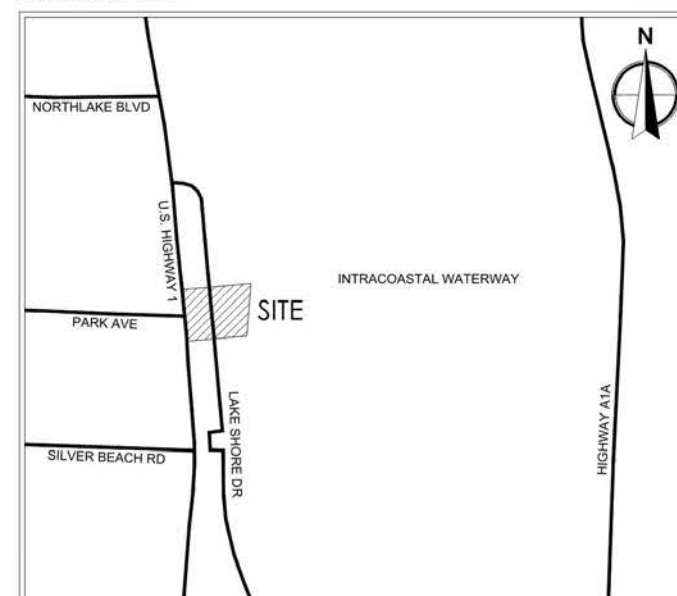 N
NORTHLAKE BLVD
U.S. HIGHWAY 1
INTRACOASTAL WATERWAY
SITE
PARK AVE
LAKE SHORE DR
HIGHWAY A1A
SILVER BEACH RD